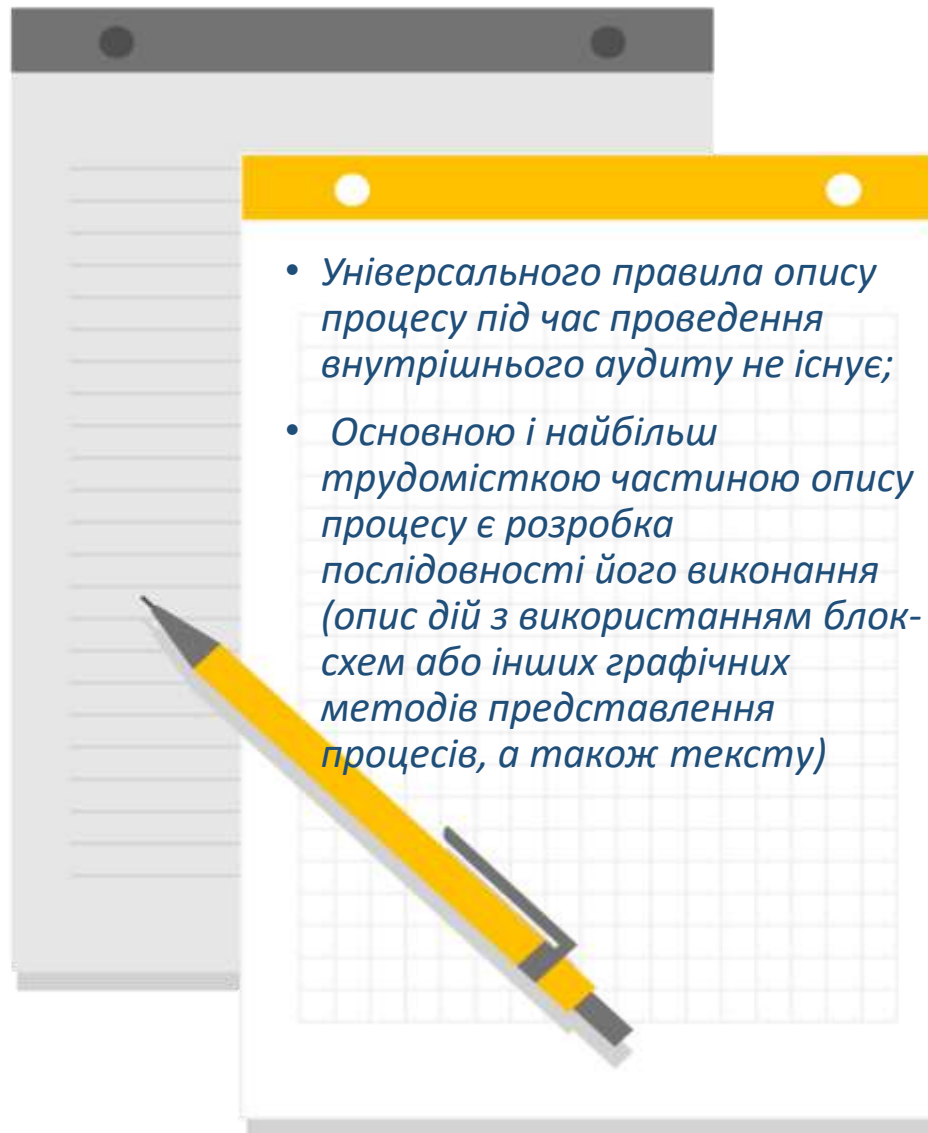 • Універсального правила опису
процесу під час проведення
внутрішнього аудиту не існує;
• Основною і найбільш
трудомісткою частиною опису
процесу є розробка
послідовності його виконання
(опис дій з використанням блок-
схем або інших графічних
методів представлення
процесів, а також тексту)